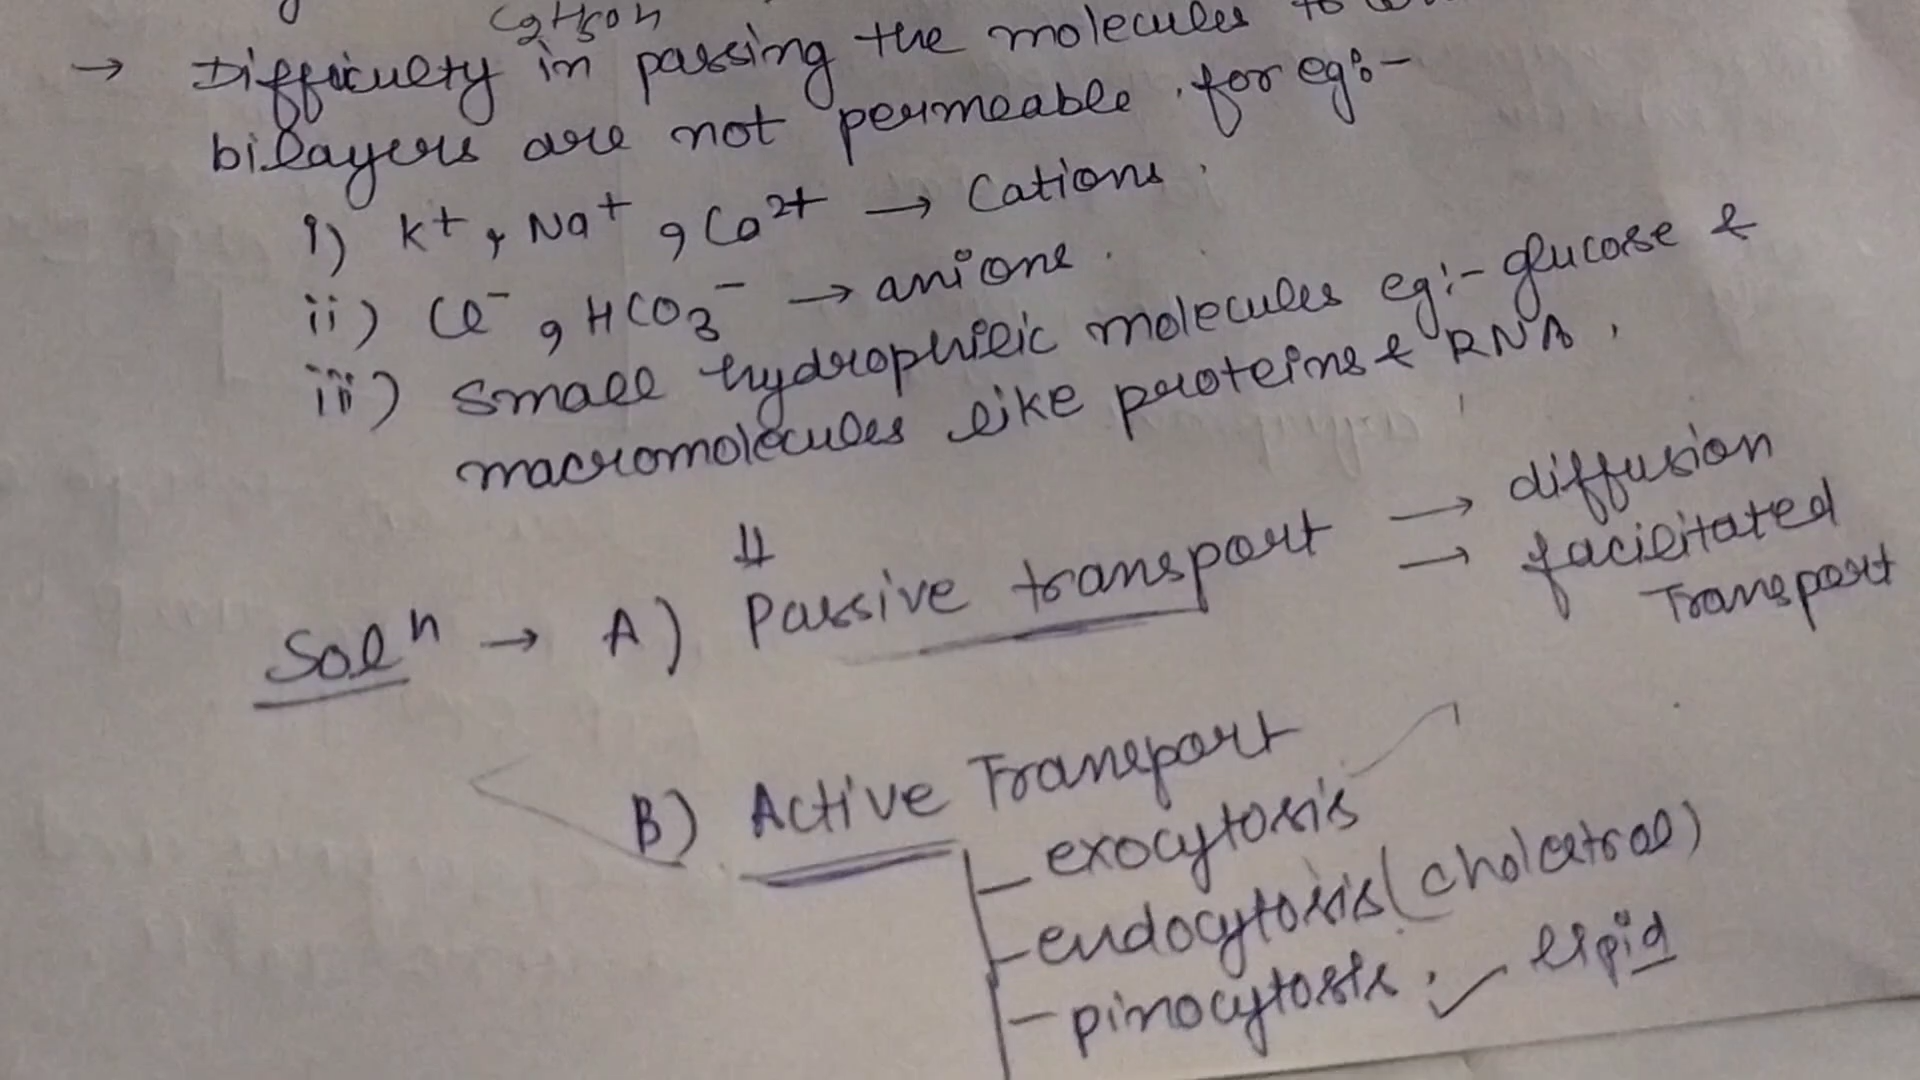 C2H5OH
→ Difficulty in passing the molecules to
bilayers are not permeable. for eg:-
i) K+, Na+, Ca2+ → Cations.
ii) Cl-, HCO3- → anions.
iii) Small hydrophilic molecules eg:- glucose &
macromolecules like proteins & RNA.
⇓
Solⁿ → A) Passive transport → diffusion
→ facilitated
Transport
B) Active Transport
- exocytosis
- endocytosis (cholestrol)
- pinocytosis. ✓ lipid